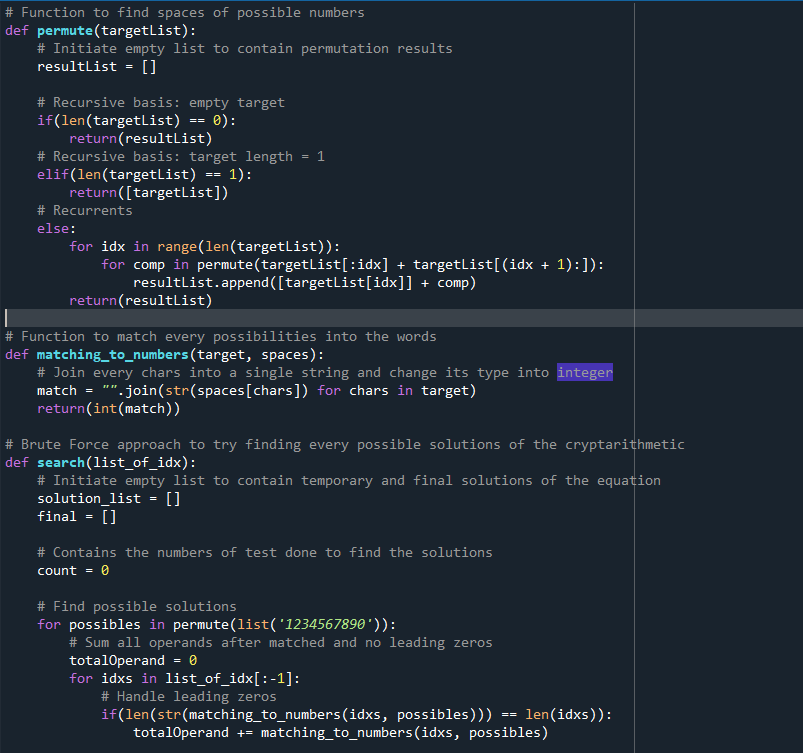 # Function to find spaces of possible numbers
def permute(targetList):
    # Initiate empty list to contain permutation results
    resultList = []

    # Recursive basis: empty target
    if(len(targetList) == 0):
        return(resultList)
    # Recursive basis: target length = 1
    elif(len(targetList) == 1):
        return([targetList])
    # Recurrents
    else:
        for idx in range(len(targetList)):
            for comp in permute(targetList[:idx] + targetList[(idx + 1):]):
                resultList.append([targetList[idx]] + comp)
        return(resultList)

# Function to match every possibilities into the words
def matching_to_numbers(target, spaces):
    # Join every chars into a single string and change its type into integer
    match = "".join(str(spaces[chars]) for chars in target)
    return(int(match))

# Brute Force approach to try finding every possible solutions of the cryptarithmetic
def search(list_of_idx):
    # Initiate empty list to contain temporary and final solutions of the equation
    solution_list = []
    final = []

    # Contains the numbers of test done to find the solutions
    count = 0

    # Find possible solutions
    for possibles in permute(list('1234567890')):
        # Sum all operands after matched and no leading zeros
        totalOperand = 0
        for idxs in list_of_idx[:-1]:
            # Handle leading zeros
            if(len(str(matching_to_numbers(idxs, possibles))) == len(idxs)):
                totalOperand += matching_to_numbers(idxs, possibles)